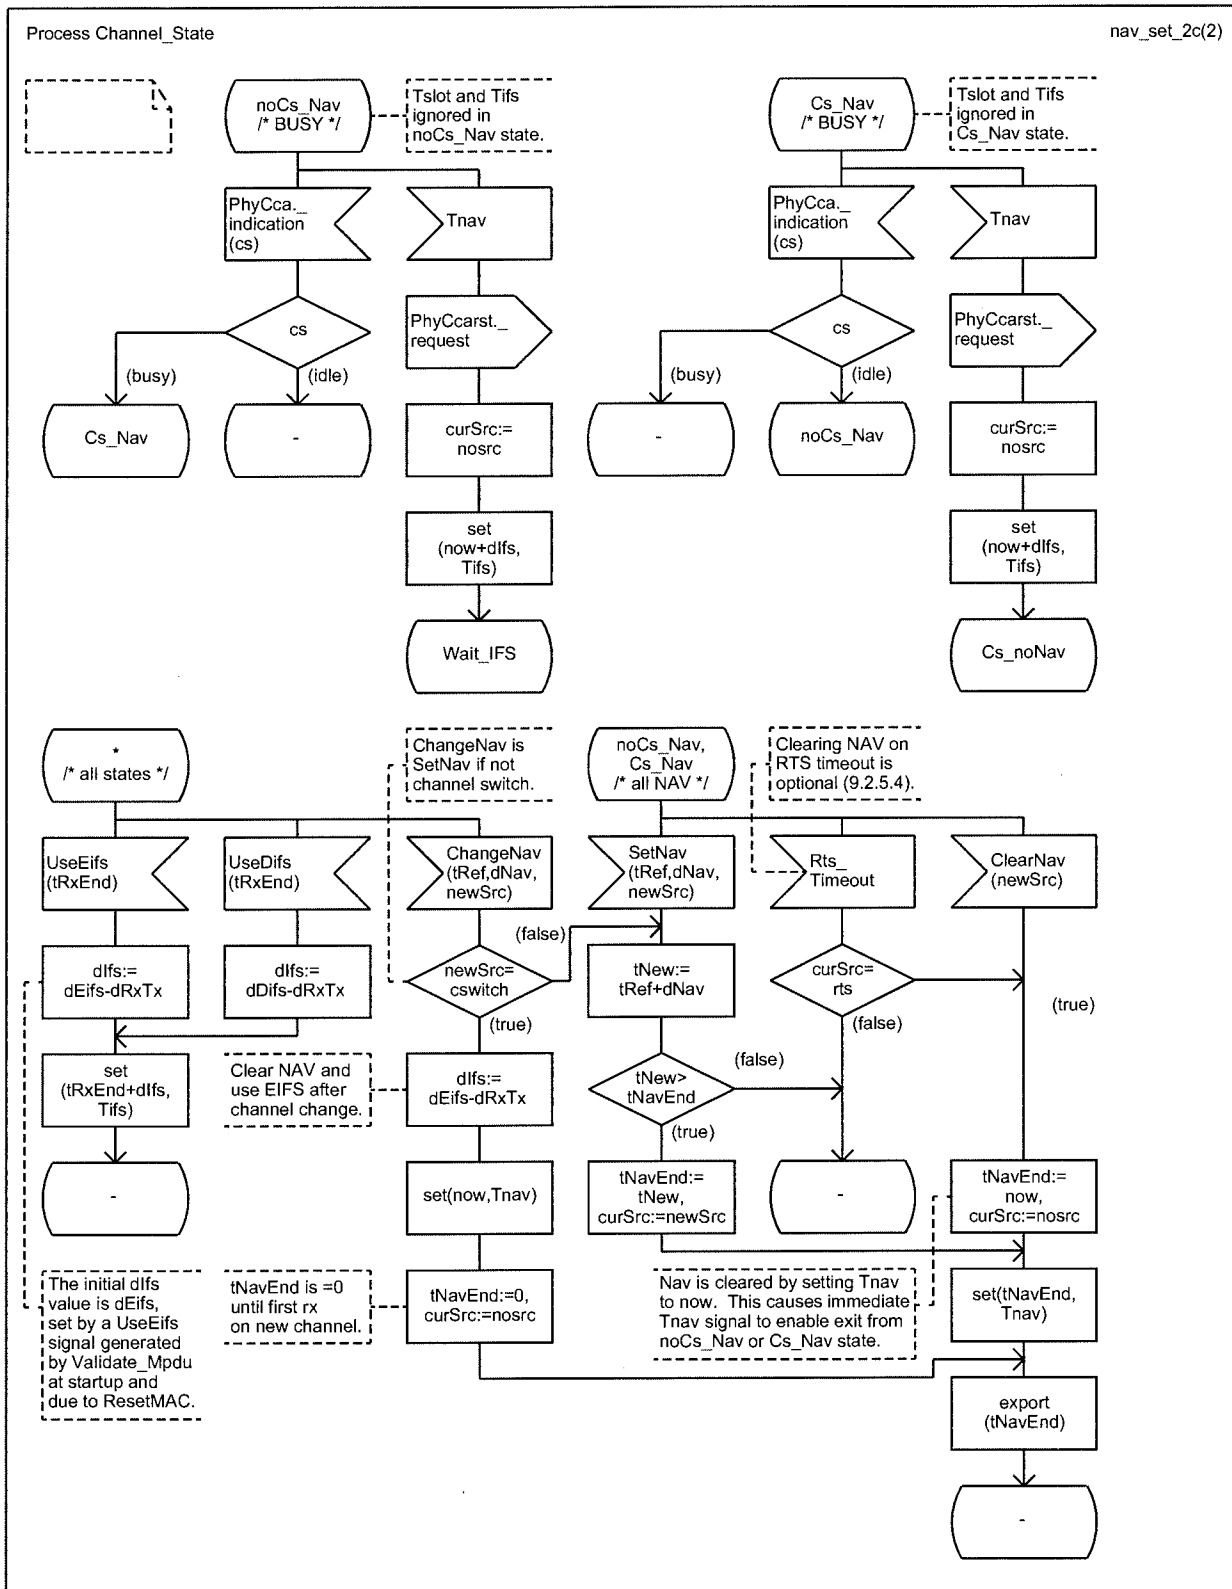 Process Channel_State
nav_set_2c(2)
noCs_Nav
/* BUSY */
Tslot and Tifs
ignored in
noCs_Nav state.
Cs_Nav
/* BUSY */
Tslot and Tifs
ignored in
Cs_Nav state.
PhyCca._
indication
(cs)
Tnav
PhyCca._
indication
(cs)
Tnav
cs
PhyCcarst._
request
cs
PhyCcarst._
request
(busy)
(idle)
(busy)
(idle)
Cs_Nav
-
curSrc:=
nosrc
-
noCs_Nav
curSrc:=
nosrc
set
(now+dIfs,
Tifs)
set
(now+dIfs,
Tifs)
Wait_IFS
Cs_noNav
*
/* all states */
ChangeNav is
SetNav if not
channel switch.
noCs_Nav,
Cs_Nav
/* all NAV */
Clearing NAV on
RTS timeout is
optional (9.2.5.4).
UseEifs
(tRxEnd)
UseDifs
(tRxEnd)
ChangeNav
(tRef,dNav,
newSrc)
SetNav
(tRef,dNav,
newSrc)
Rts_
Timeout
ClearNav
(newSrc)
(false)
dIfs:=
dEifs-dRxTx
dIfs:=
dDifs-dRxTx
newSrc=
cswitch
tNew:=
tRef+dNav
curSrc=
rts
(true)
(true)
(false)
set
(tRxEnd+dIfs,
Tifs)
Clear NAV and
use EIFS after
channel change.
dIfs:=
dEifs-dRxTx
tNew>
tNavEnd
(false)
(true)
-
set(now,Tnav)
tNavEnd:=
tNew,
curSrc:=newSrc
-
tNavEnd:=
now,
curSrc:=nosrc
The initial dIfs
value is dEifs,
set by a UseEifs
signal generated
by Validate_Mpdu
at startup and
due to ResetMAC.
tNavEnd is =0
until first rx
on new channel.
tNavEnd:=0,
curSrc:=nosrc
Nav is cleared by setting Tnav
to now. This causes immediate
Tnav signal to enable exit from
noCs_Nav or Cs_Nav state.
set(tNavEnd,
Tnav)
export
(tNavEnd)
-